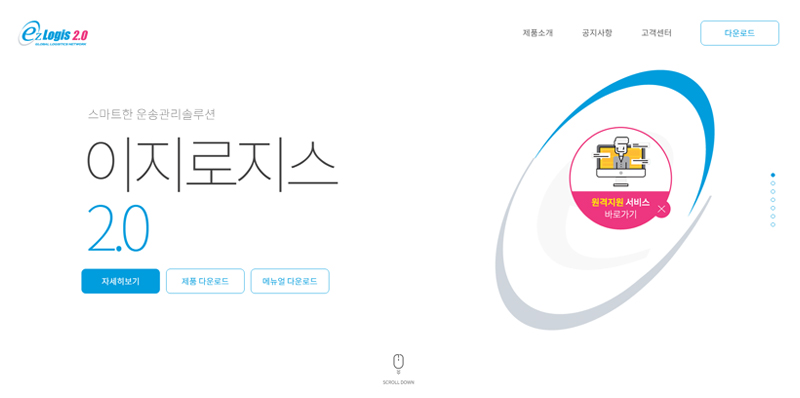 ezLogis 2.0
GLOBAL LOGISTICS NETWORK
제품소개
공지사항
고객센터
다운로드
스마트한 운송관리솔루션
이지로지스
2.0
자세히보기
제품 다운로드
메뉴얼 다운로드
원격지원 서비스
바로가기
SCROLL DOWN